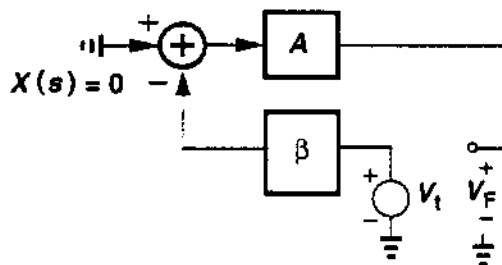 +
+
A
X(s) = 0
−
β
+
−
V_t
+
V_F
−